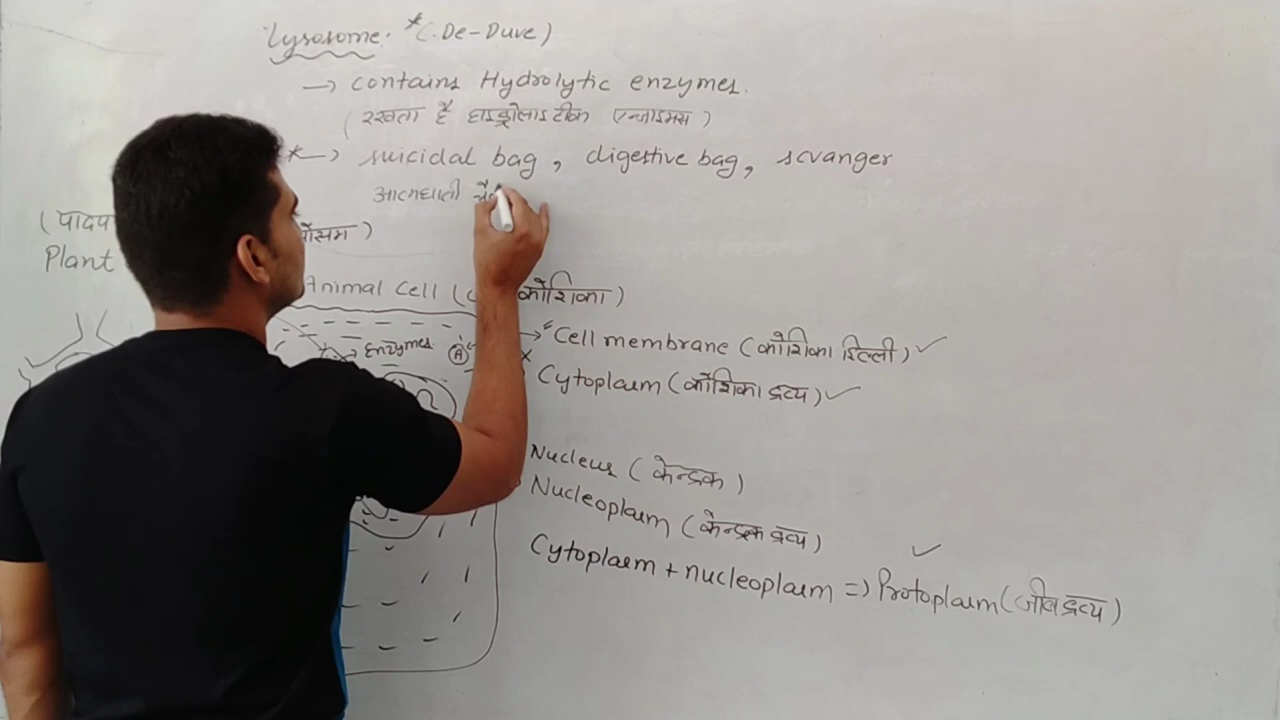 Lysosome. *(De-Duve)
→ contains Hydrolytic enzymes.
(रखता है हाइड्रोलाइटीक एन्जाइमस)
*→ suicidal bag, digestive bag, scvanger
आत्मघाती
(पादप
ोसम)
Plant
Animal Cell ( कोशिका)
Enzymes A
Cell membrane (कोशिका झिल्ली) ✓
Cytoplasm (कोशिका द्रव्य) ✓
Nucleus (केन्द्रक)
Nucleoplasm (केन्द्रक द्रव्य)
Cytoplasm + nucleoplasm => Protoplasm (जीव द्रव्य) ✓